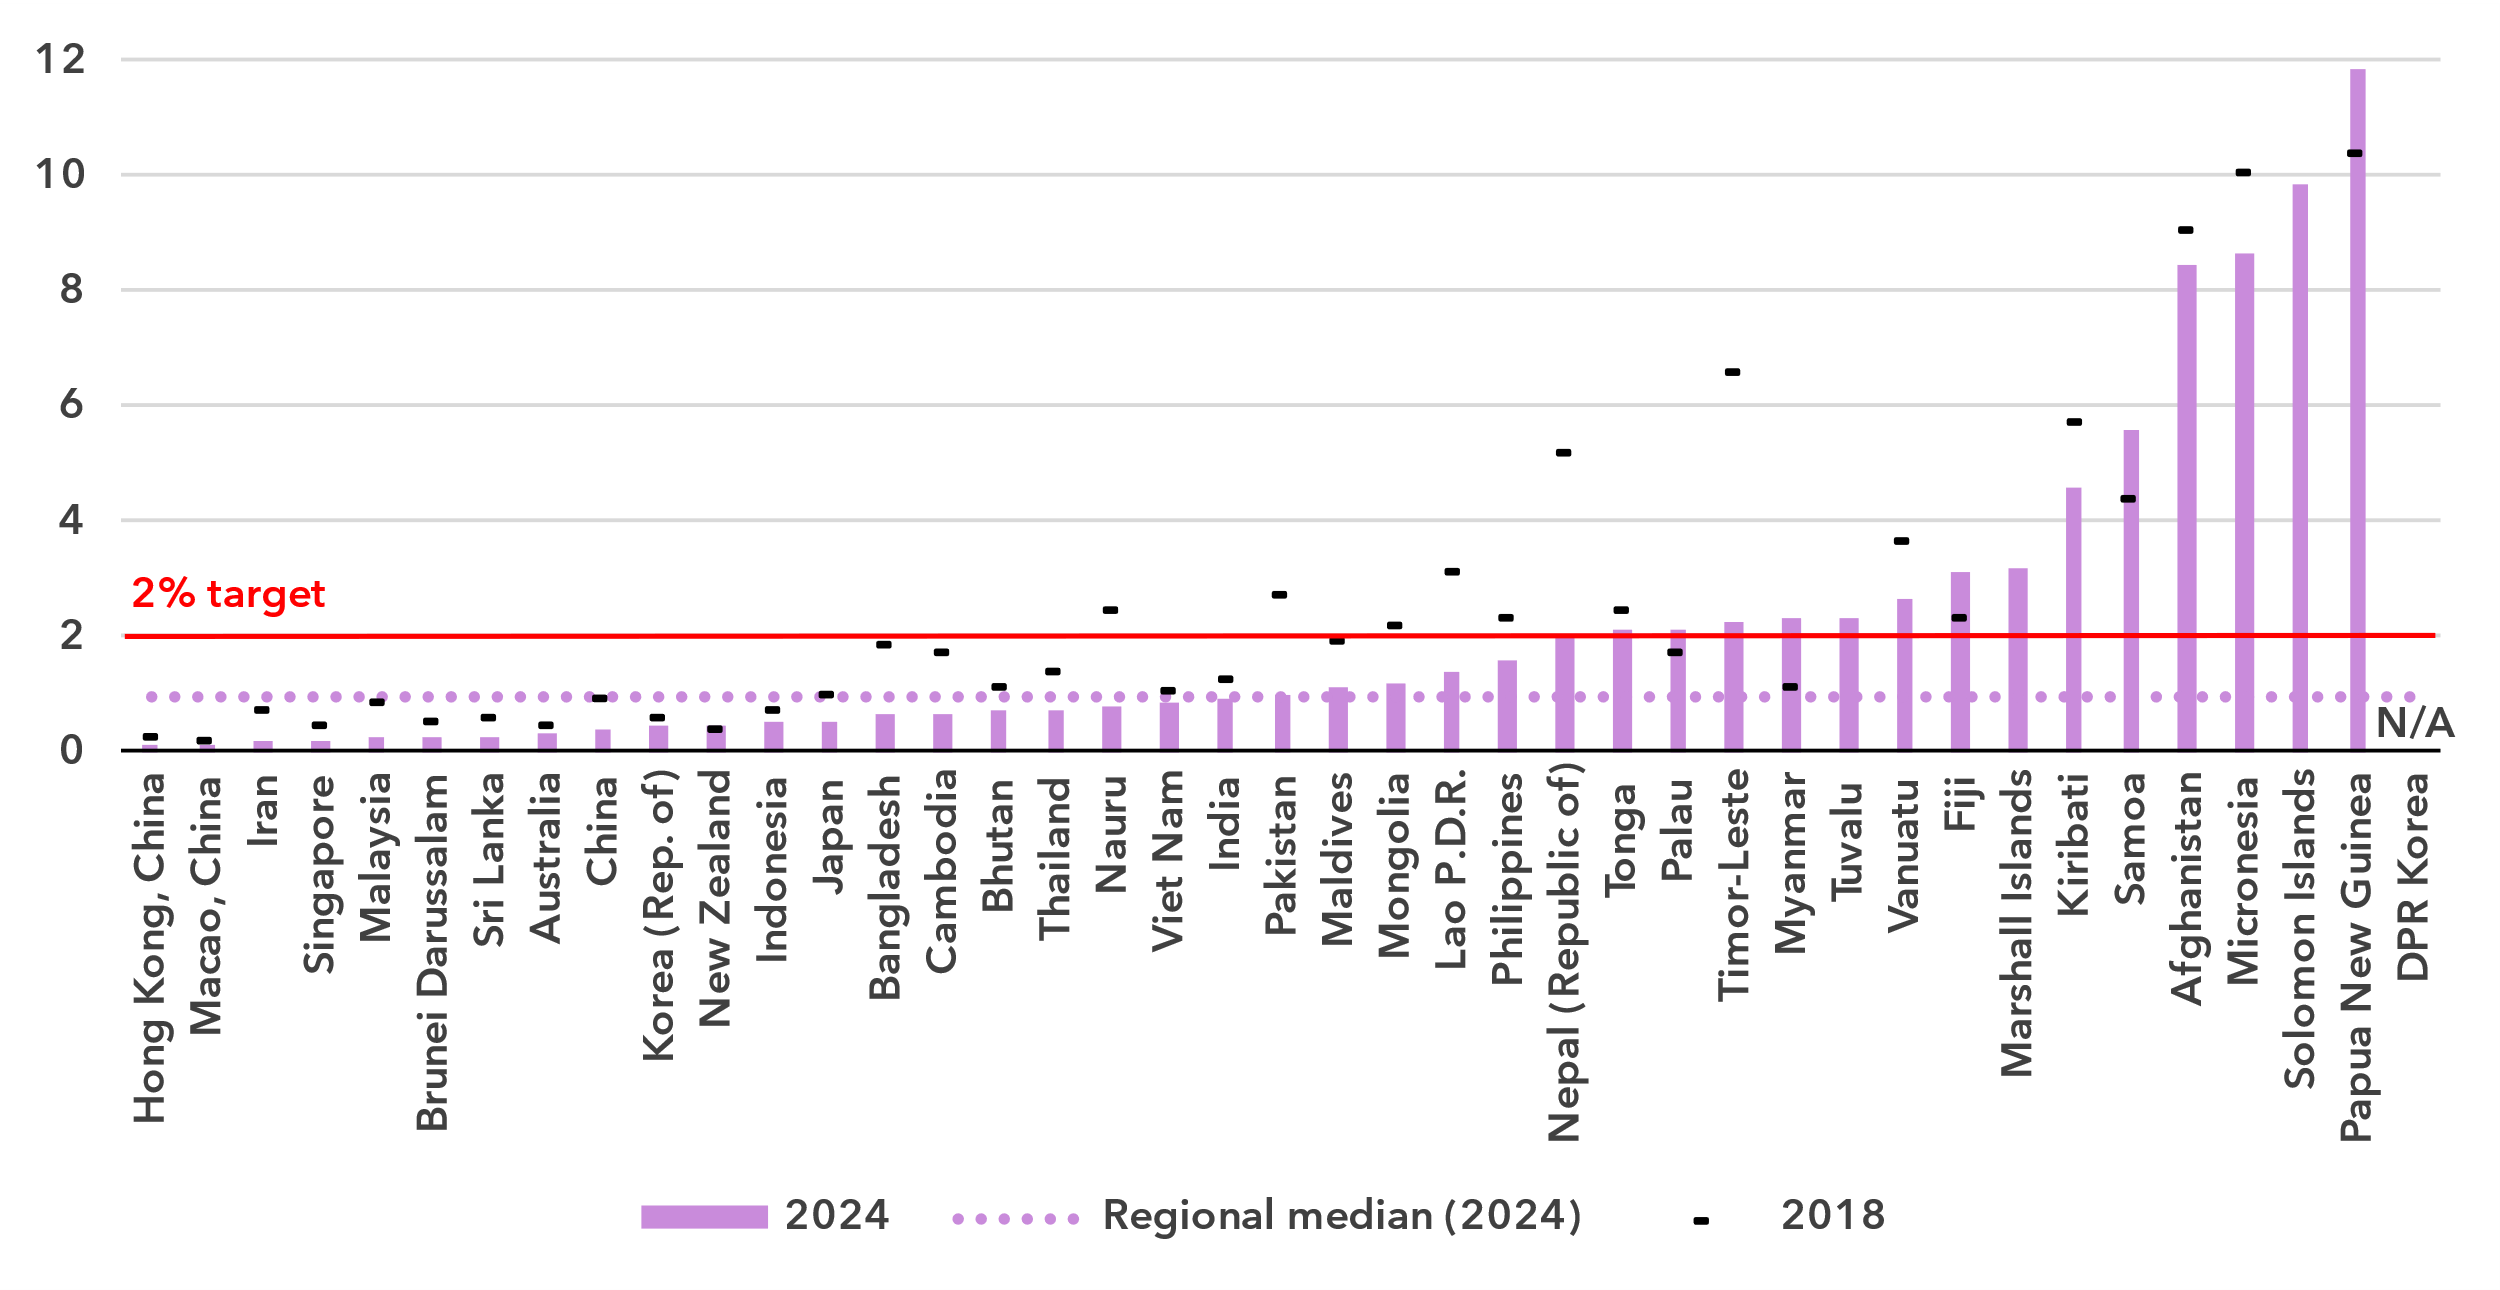 12
10
8
6
4
2% target
2
0
N/A
Hong Kong, China
Macao, China
Iran
Singapore
Malaysia
Brunei Darussalam
Sri Lanka
Australia
China
Korea (Rep. of)
New Zealand
Indonesia
Japan
Bangladesh
Cambodia
Bhutan
Thailand
Nauru
Viet Nam
India
Pakistan
Maldives
Mongolia
Lao P.D.R.
Philippines
Nepal (Republic of)
Tonga
Palau
Timor-Leste
Myanmar
Tuvalu
Vanuatu
Fiji
Marshall Islands
Kiribati
Samoa
Afghanistan
Micronesia
Solomon Islands
Papua New Guinea
DPR Korea
2024
Regional median (2024)
2018